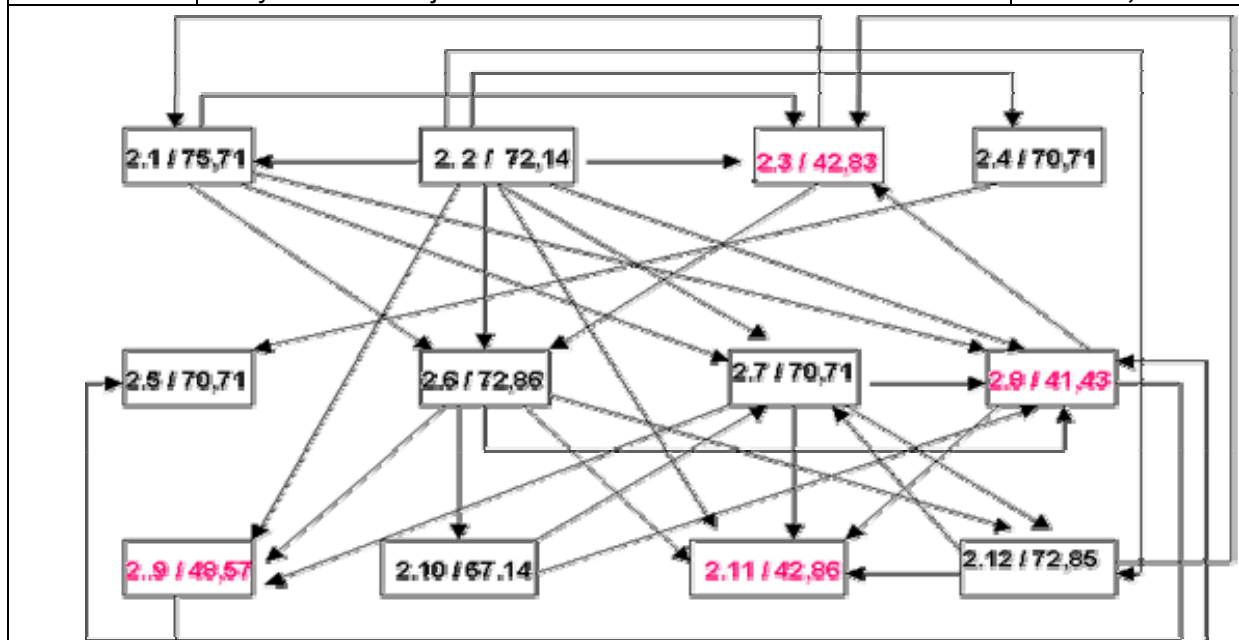 2.1 / 75,71
2. 2 / 72,14
2.3 / 42,83
2.4 / 70,71
2.5 / 70,71
2.6 / 72,86
2.7 / 70,71
2.8 / 41,43
2..9 / 48,57
2.10 / 67.14
2.11 / 42,86
2.12 / 72,85